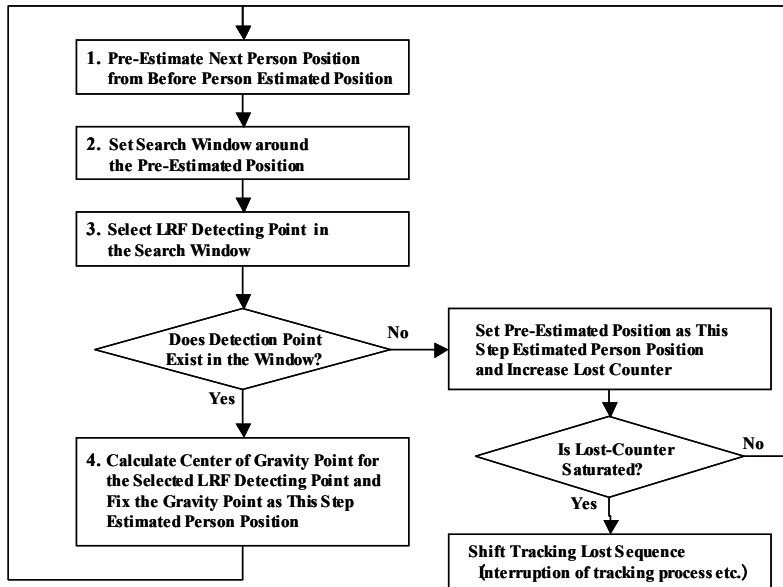 1. Pre-Estimate Next Person Position
from Before Person Estimated Position
2. Set Search Window around
the Pre-Estimated Position
3. Select LRF Detecting Point in
the Search Window
Does Detection Point
Exist in the Window?
No
Yes
Set Pre-Estimated Position as This
Step Estimated Person Position
and Increase Lost Counter
4. Calculate Center of Gravity Point for
the Selected LRF Detecting Point and
Fix the Gravity Point as This Step
Estimated Person Position
Is Lost-Counter
Saturated?
No
Yes
Shift Tracking Lost Sequence
(nterruption of tracking process etc.)